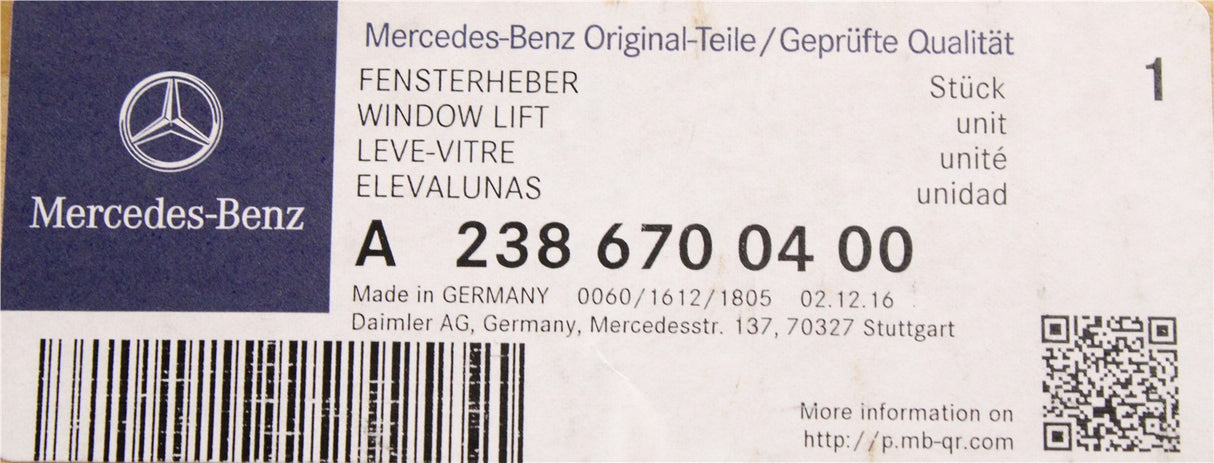 Mercedes-Benz
Mercedes-Benz Original-Teile/Geprüfte Qualität
FENSTERHEBER Stück 1
WINDOW LIFT unit
LEVE-VITRE unité
ELEVALUNAS unidad
A 238 670 04 00
Made in GERMANY 0060/1612/1805 02.12.16
Daimler AG, Germany, Mercedesstr. 137, 70327 Stuttgart
More information on
http://p.mb-qr.com